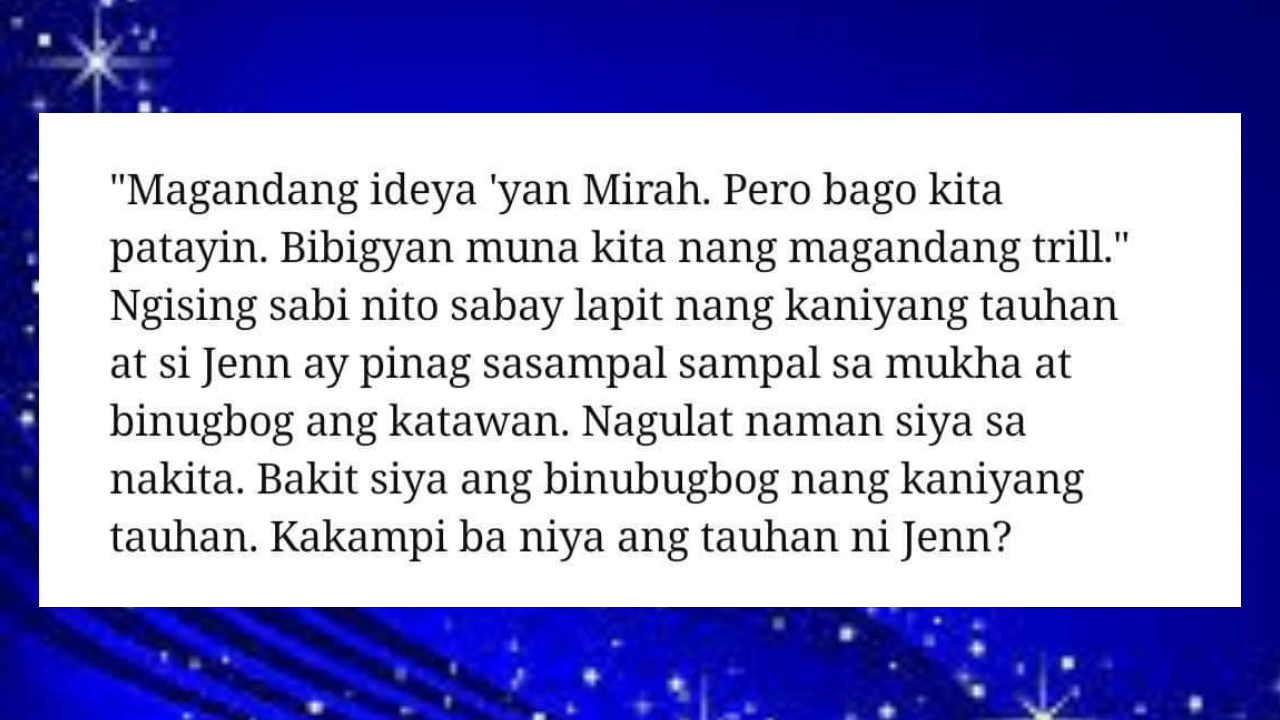 "Magandang ideya 'yan Mirah. Pero bago kita
patayin. Bibigyan muna kita nang magandang trill."
Ngising sabi nito sabay lapit nang kaniyang tauhan
at si Jenn ay pinag sasampal sampal sa mukha at
binugbog ang katawan. Nagulat naman siya sa
nakita. Bakit siya ang binubugbog nang kaniyang
tauhan. Kakampi ba niya ang tauhan ni Jenn?